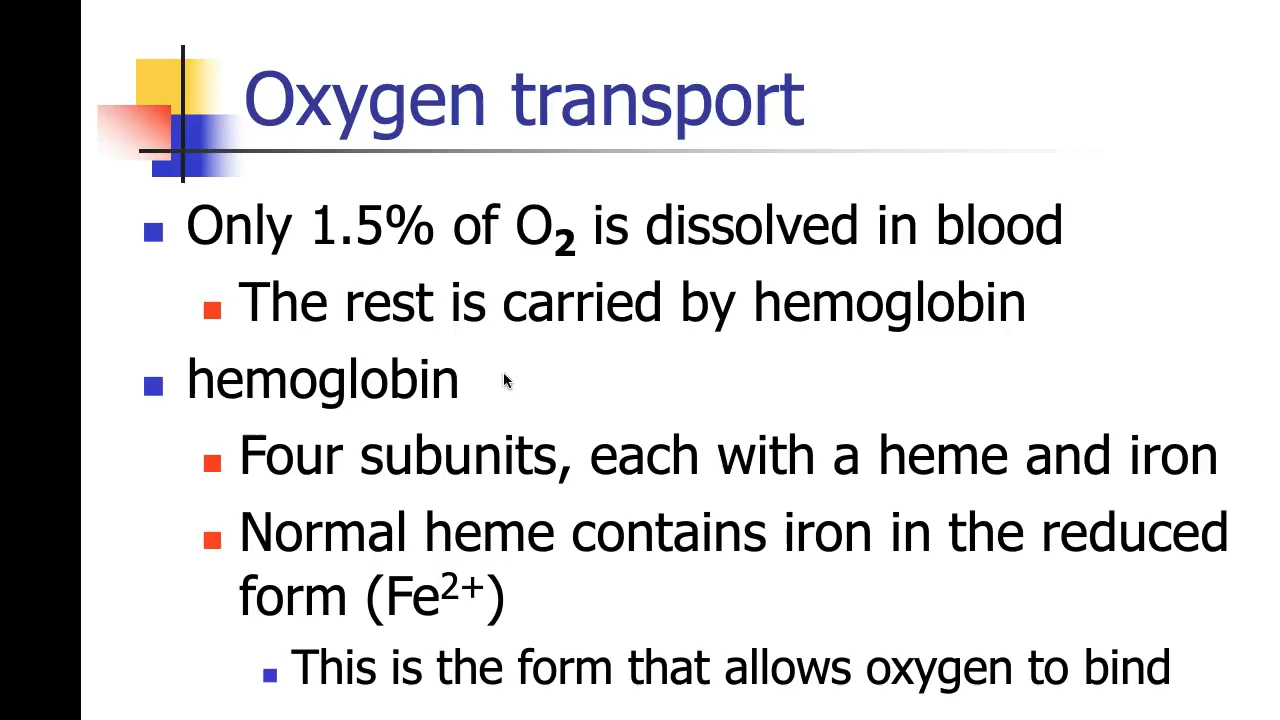 Oxygen transport
Only 1.5% of O₂ is dissolved in blood
The rest is carried by hemoglobin
hemoglobin
Four subunits, each with a heme and iron
Normal heme contains iron in the reduced
form (Fe²⁺)
This is the form that allows oxygen to bind